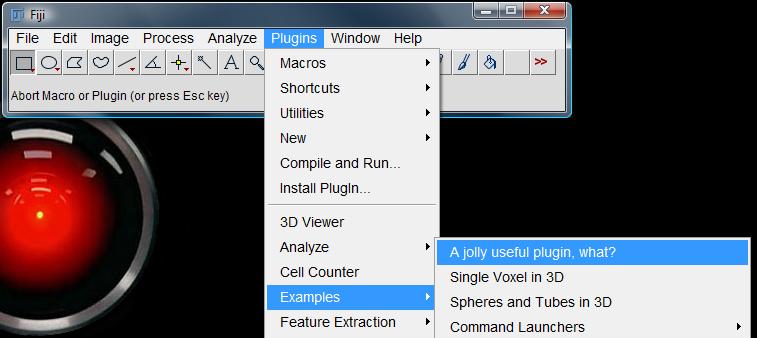 Fiji
File Edit Image Process Analyze Plugins Window Help
A >>
Abort Macro or Plugin (or press Esc key)
Macros
Shortcuts
Utilities
New
Compile and Run...
Install PlugIn...
3D Viewer
Analyze
Cell Counter
Examples
Feature Extraction
A jolly useful plugin, what?
Single Voxel in 3D
Spheres and Tubes in 3D
Command Launchers